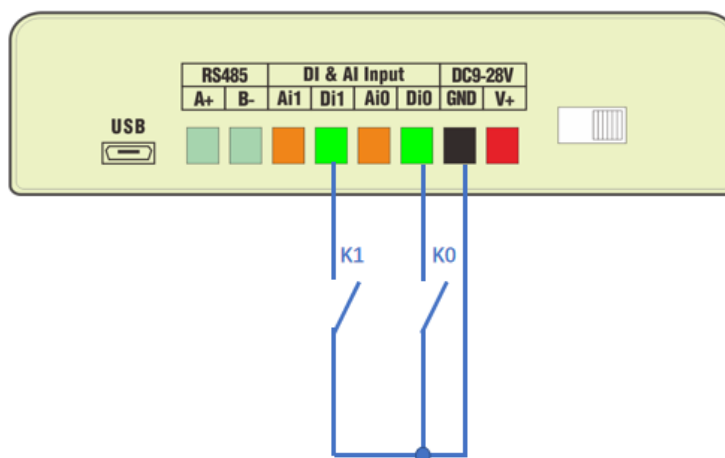 RS485 DI & AI Input DC9-28V
A+ B- Ai1 Di1 Ai0 Di0 GND V+
USB
K1 K0